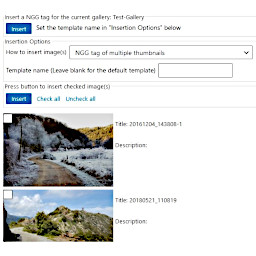 Insert a NGG tag for the current gallery: Test-Gallery
Insert Set the template name in "Insertion Options" below
Insertion Options
How to insert image(s) NGG tag of multiple thumbnails
Template name (Leave blank for the default template)
Press button to insert checked image(s)
Insert Check all Uncheck all
Title: 20161204_143808-1
Description:
Title: 20180521_110819
Description: